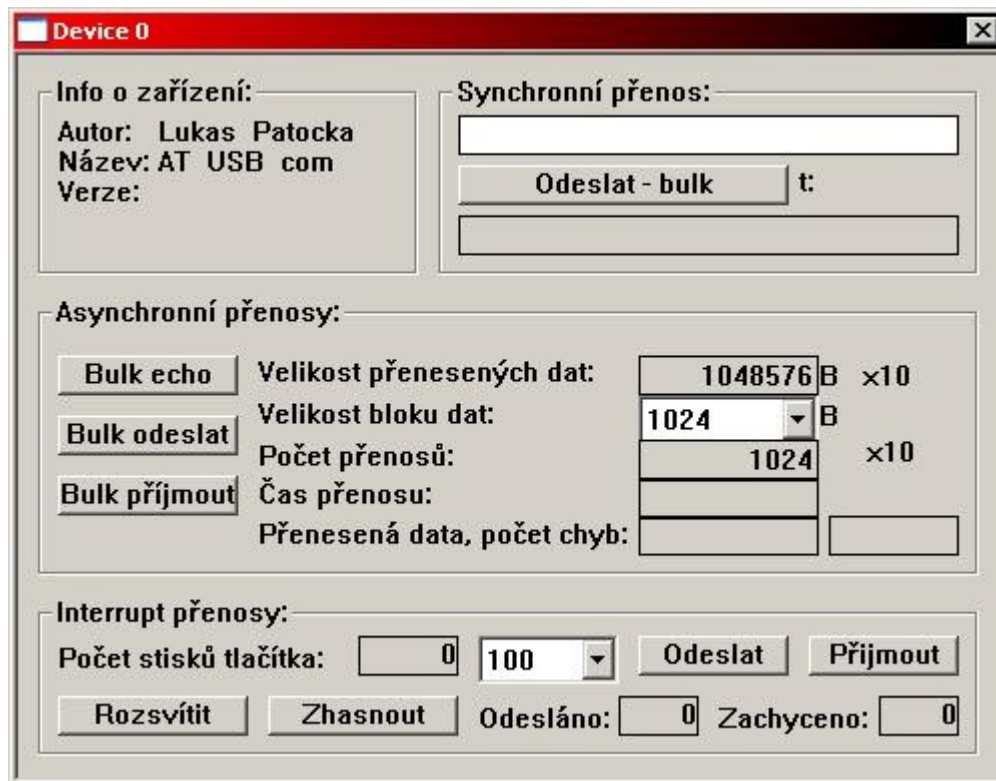 Device 0
Info o zařízení:
Autor: Lukas Patocka
Název: AT USB com
Verze:
Synchronní přenos:
Odeslat - bulk t:
Asynchronní přenosy:
Bulk echo Velikost přenesených dat: 1048576 B x10
Bulk odeslat Velikost bloku dat: 1024 B
Počet přenosů: 1024 x10
Bulk příjmout Čas přenosu:
Přenesená data, počet chyb:
Interrupt přenosy:
Počet stisků tlačítka: 0 100 Odeslat Přijmout
Rozsvítit Zhasnout Odesláno: 0 Zachyceno: 0